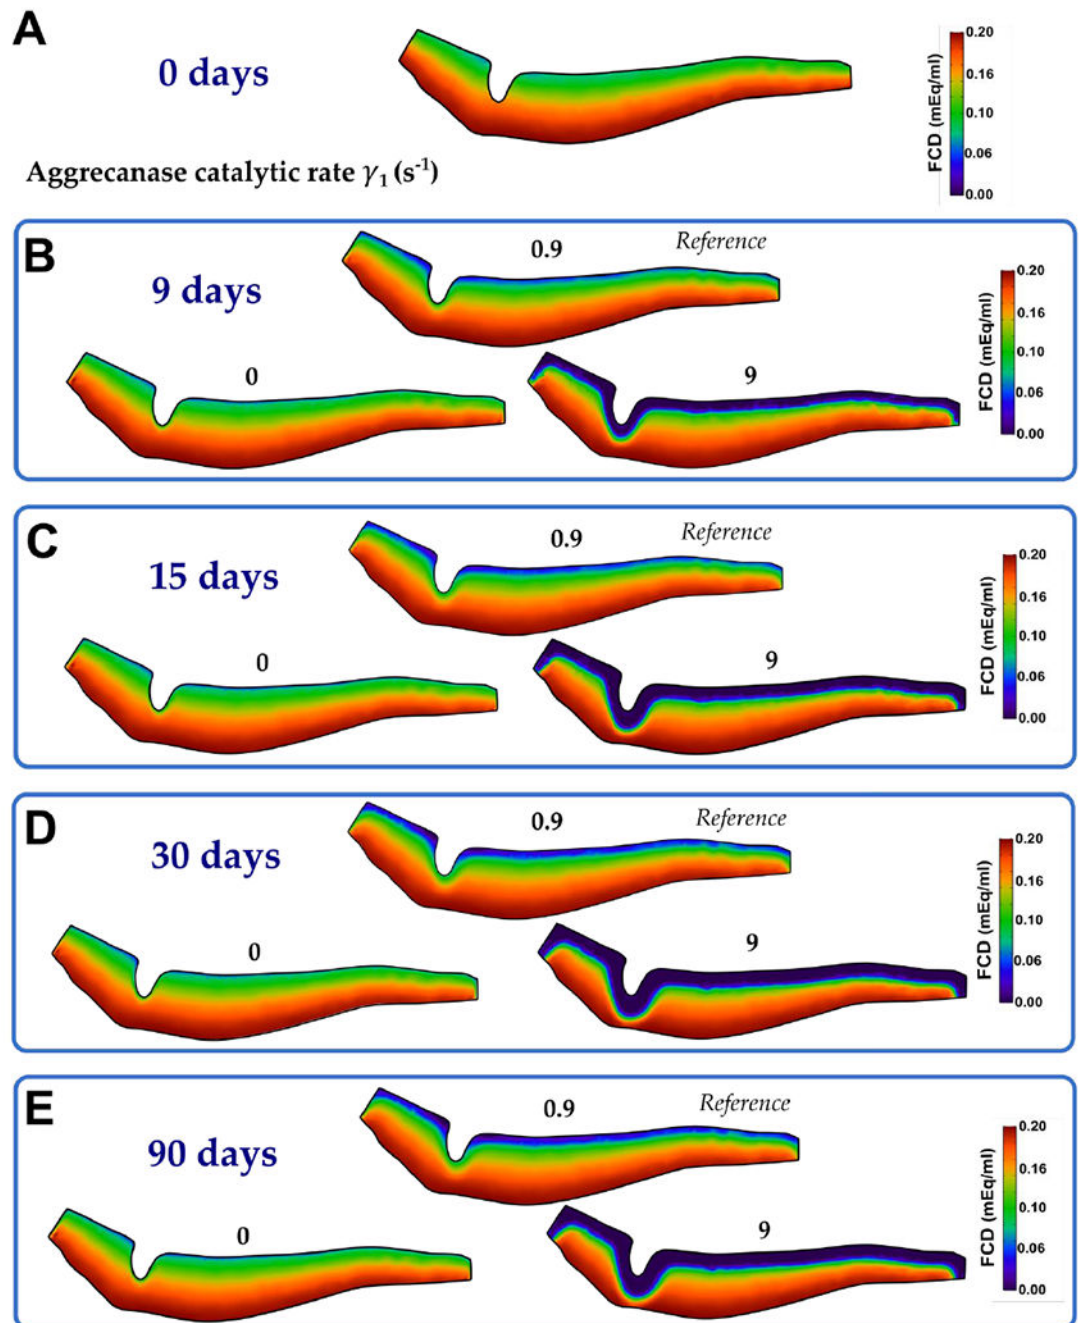 A
0 days
Aggrecanase catalytic rate γ₁ (s⁻¹)
FCD (mEq/ml)
0.20
0.16
0.10
0.06
0.00
B
9 days
0.9
Reference
0
9
FCD (mEq/ml)
0.20
0.16
0.10
0.06
0.00
C
15 days
0.9
Reference
0
9
FCD (mEq/ml)
0.20
0.16
0.10
0.06
0.00
D
30 days
0.9
Reference
0
9
FCD (mEq/ml)
0.20
0.16
0.10
0.06
0.00
E
90 days
0.9
Reference
0
9
FCD (mEq/ml)
0.20
0.16
0.10
0.06
0.00